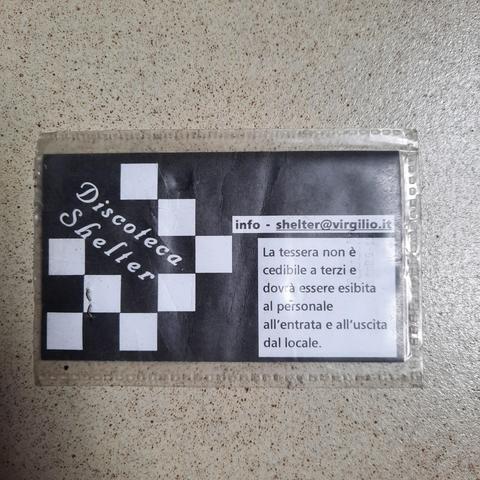 Discoteca
Shelter
info - shelter@virgilio.it
La tessera non è
cedibile a terzi e
dovrà essere esibita
al personale
all'entrata e all'uscita
dal locale.